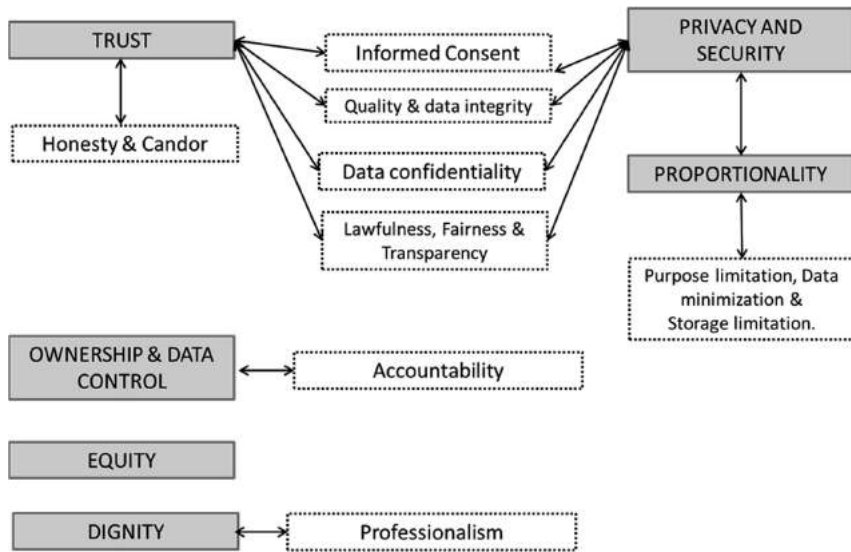 TRUST
Informed Consent
PRIVACY AND
SECURITY
Quality & data integrity
Honesty & Candor
Data confidentiality
PROPORTIONALITY
Lawfulness, Fairness &
Transparency
Purpose limitation, Data
minimization &
Storage limitation.
OWNERSHIP & DATA
CONTROL
Accountability
EQUITY
DIGNITY
Professionalism